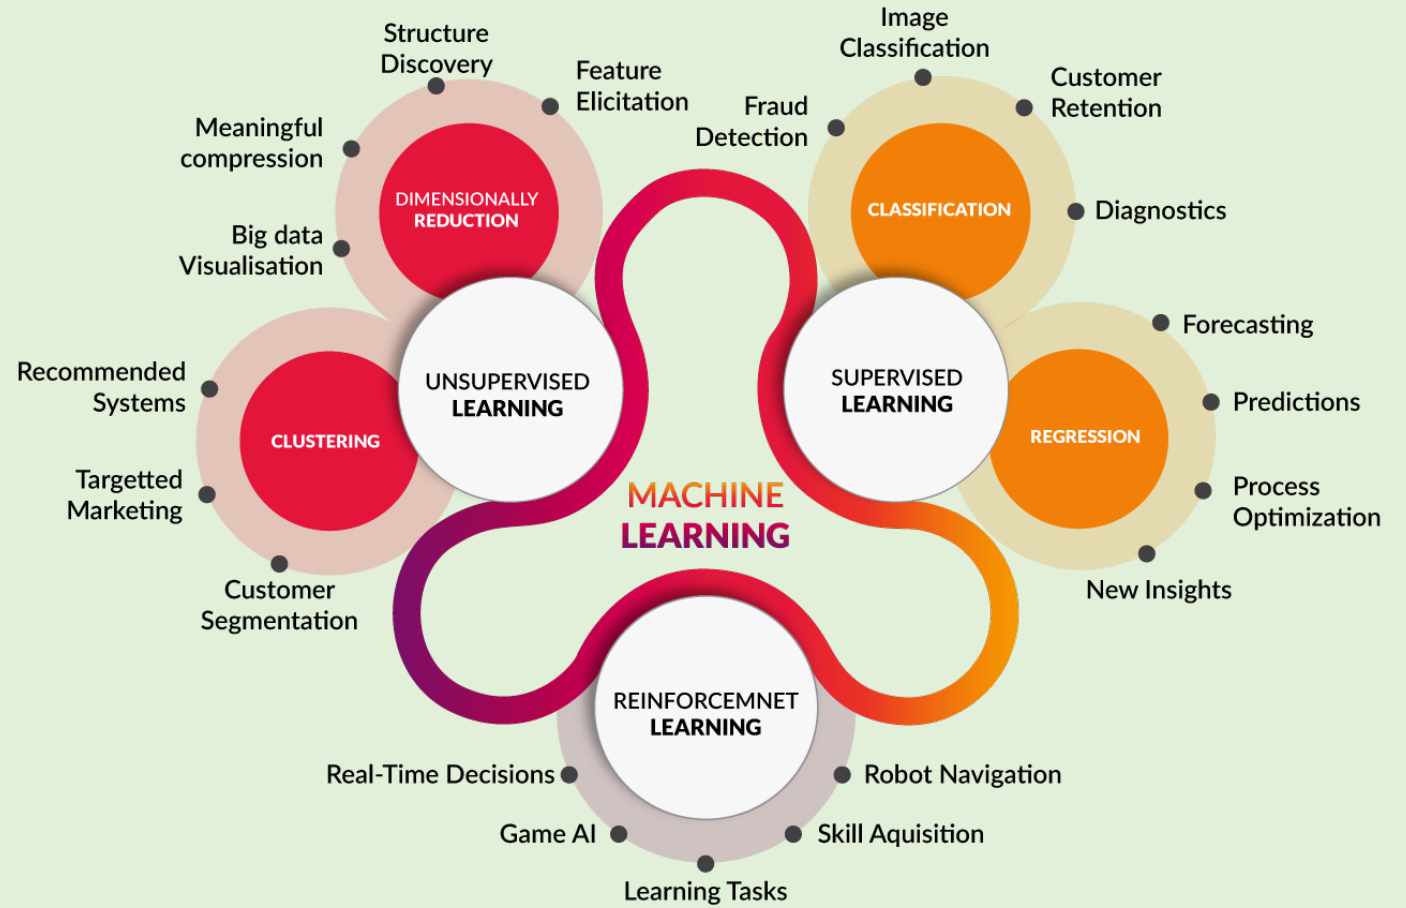 Structure
Discovery
Feature
Elicitation
Meaningful
compression
Big data
Visualisation
DIMENSIONALLY
REDUCTION
Recommended
Systems
Targetted
Marketing
Customer
Segmentation
CLUSTERING
UNSUPERVISED
LEARNING
Image
Classification
Fraud
Detection
Customer
Retention
Diagnostics
CLASSIFICATION
Forecasting
Predictions
Process
Optimization
New Insights
REGRESSION
SUPERVISED
LEARNING
MACHINE
LEARNING
REINFORCEMNET
LEARNING
Real-Time Decisions
Game AI
Learning Tasks
Skill Aquisition
Robot Navigation